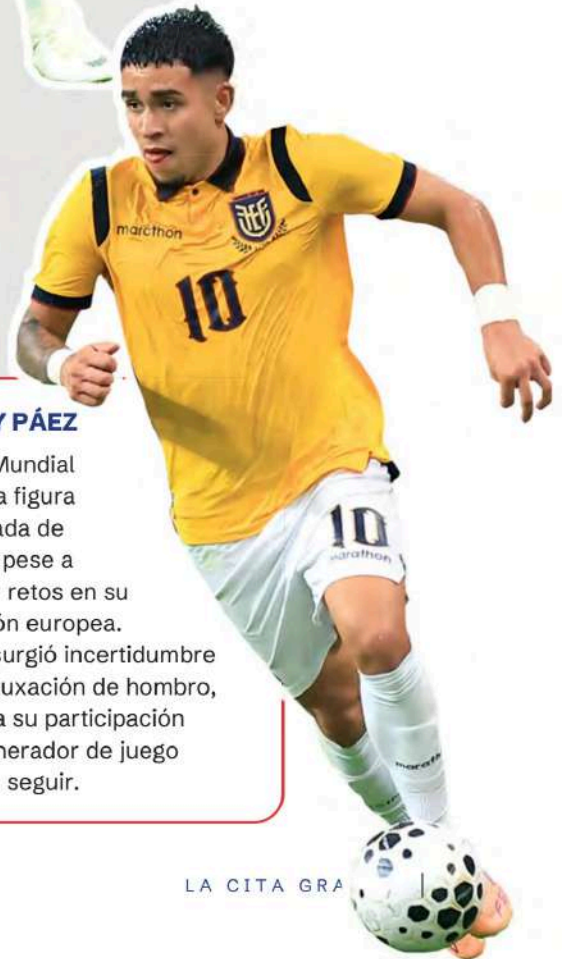 marathon
10
10
marathon
Y PÁEZ
Mundial
a figura
ada de
pese a
retos en su
ón europea.
surgió incertidumbre
uxación de hombro,
a su participación
nerador de juego
seguir.
LA CITA GRA